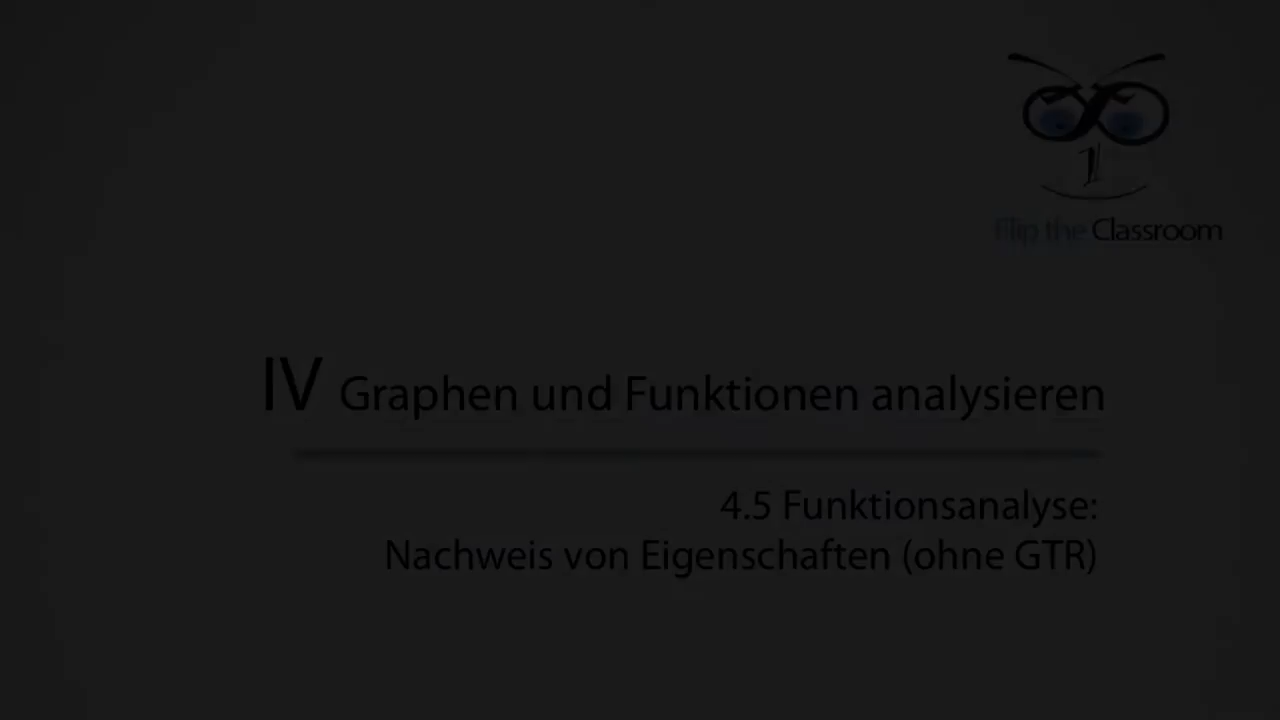 Flip the Classroom
IV Graphen und Funktionen analysieren
4.5 Funktionsanalyse:
Nachweis von Eigenschaften (ohne GTR)